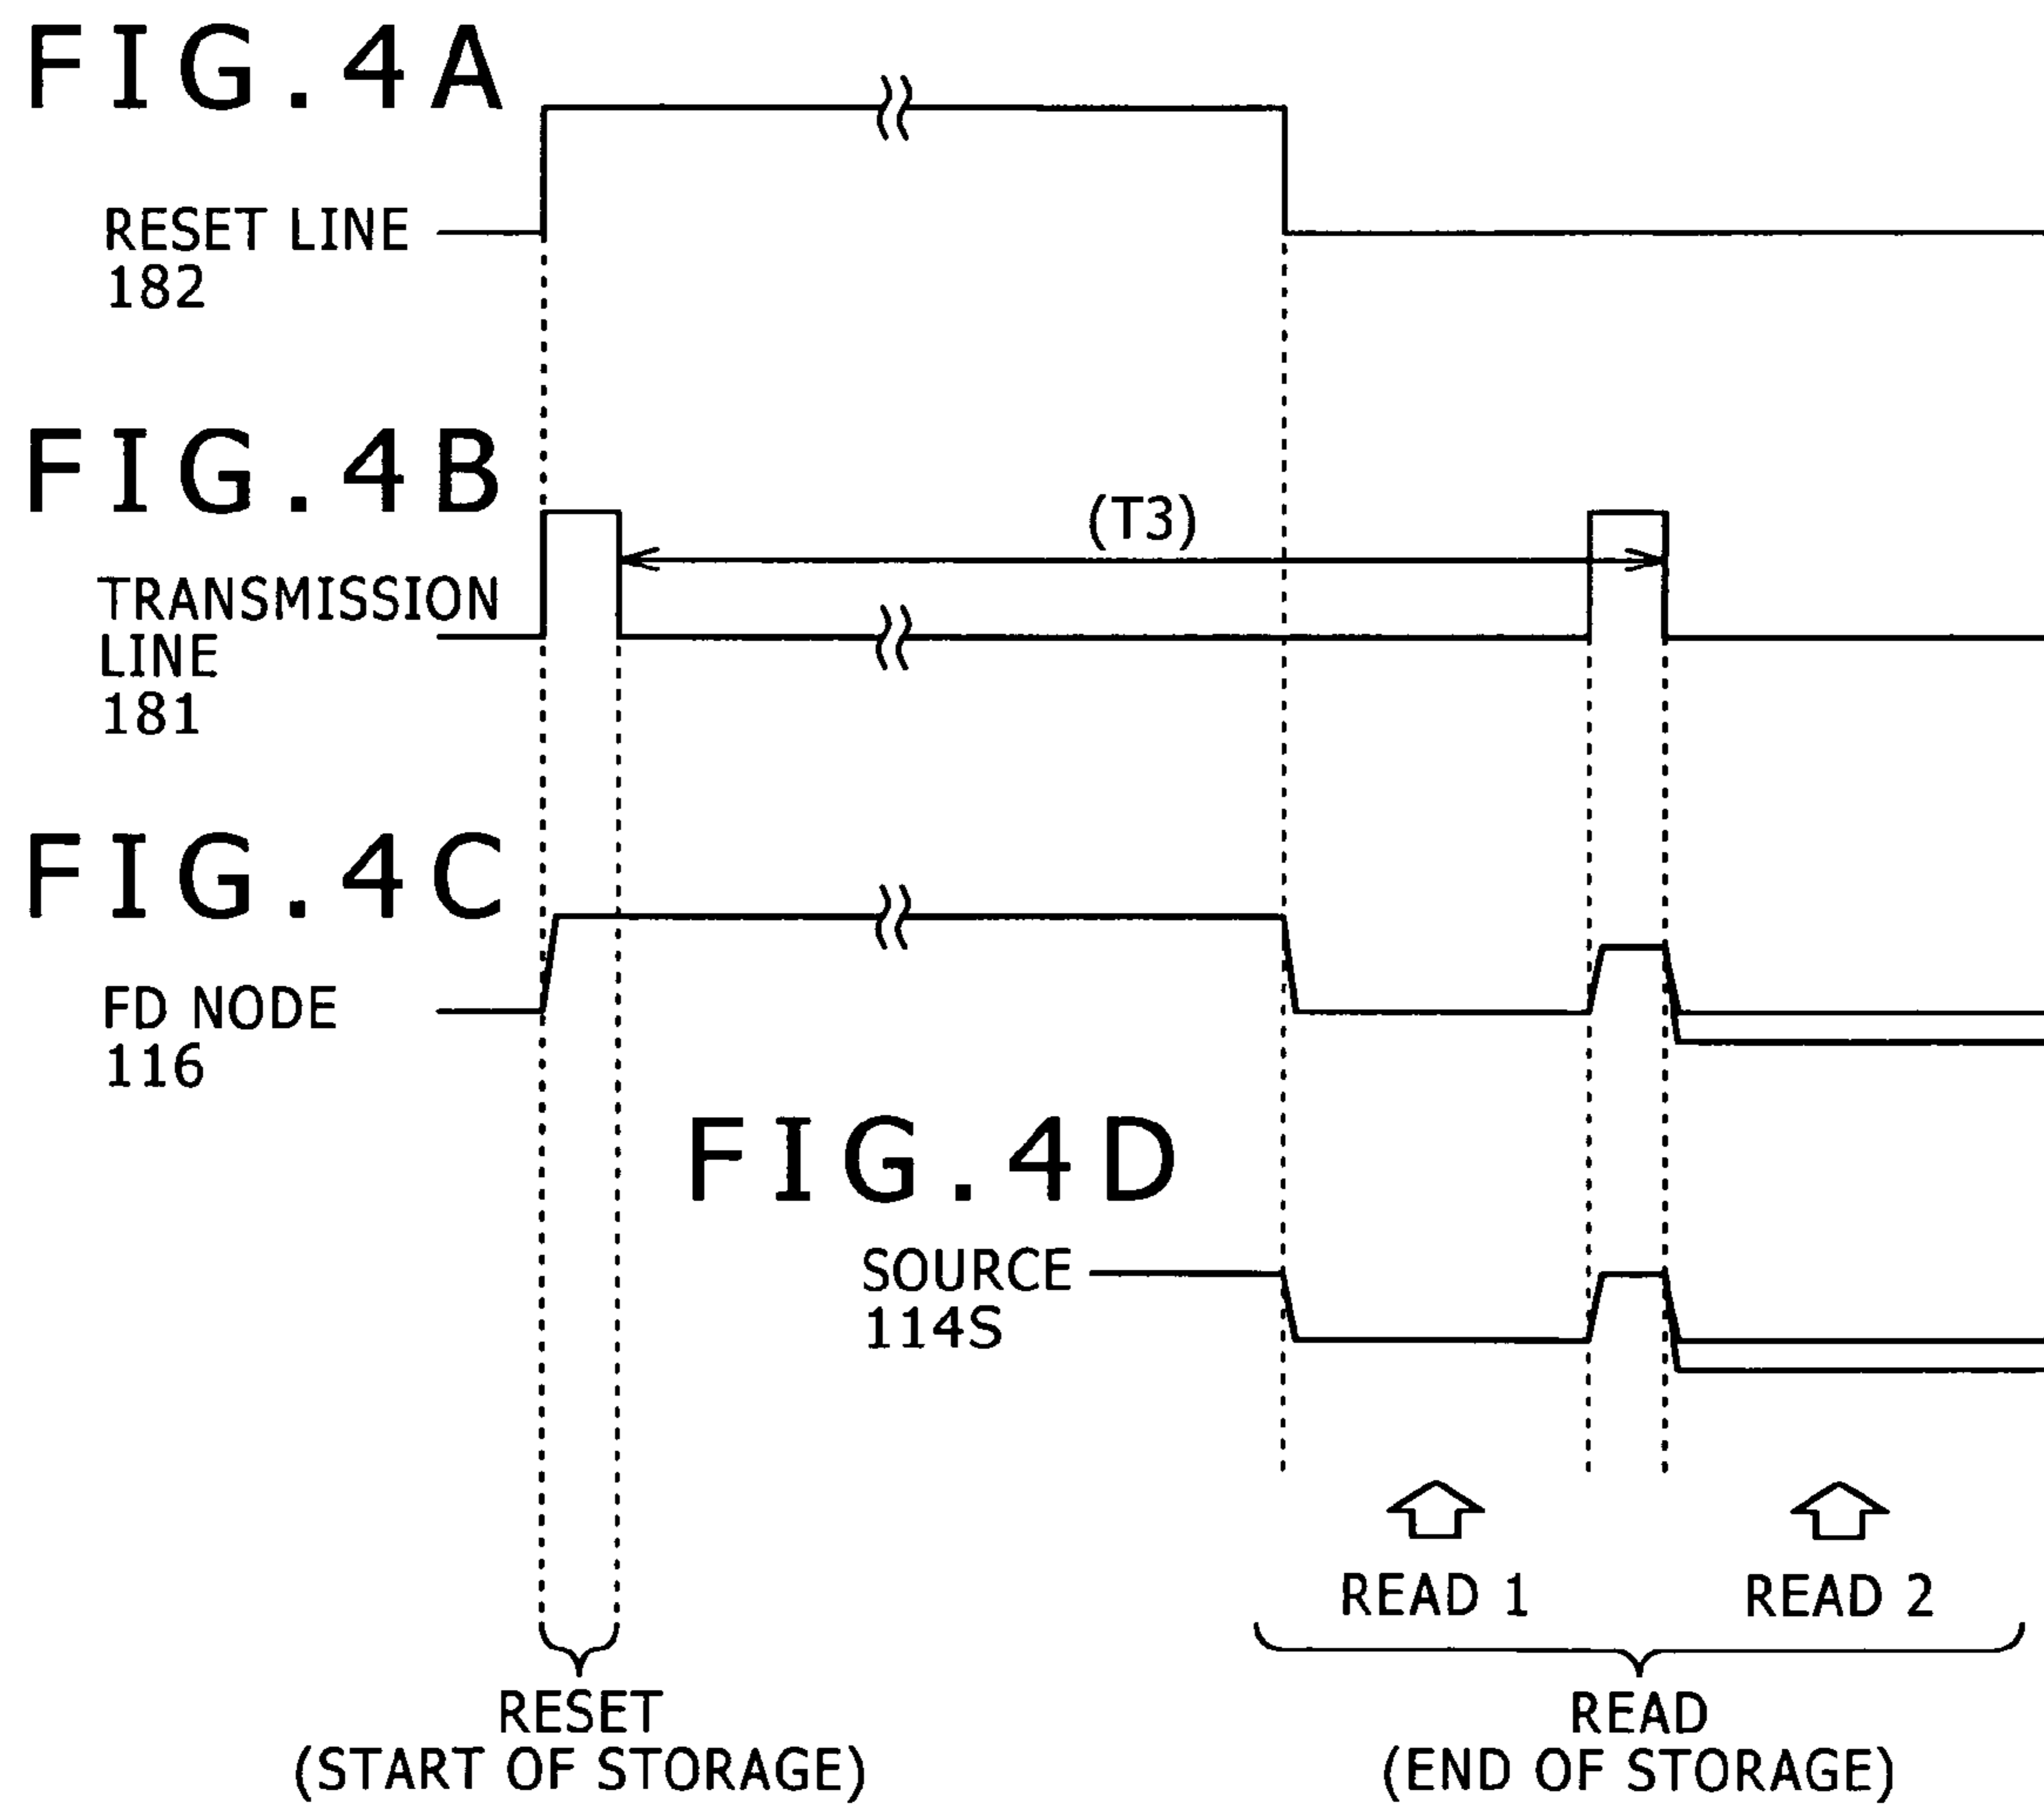 FIG.4A
RESET LINE
182
FIG.4B
(T3)
TRANSMISSION
LINE
181
FIG.4C
FD NODE
116
FIG.4D
SOURCE
114S
READ 1
READ 2
RESET
(START OF STORAGE)
READ
(END OF STORAGE)